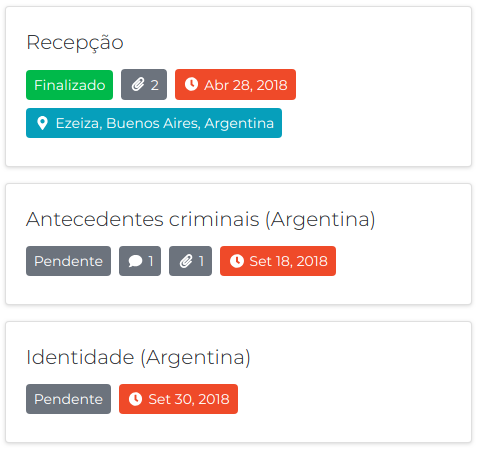 Recepção
Finalizado 2 Abr 28, 2018
Ezeiza, Buenos Aires, Argentina
Antecedentes criminais (Argentina)
Pendente 1 1 Set 18, 2018
Identidade (Argentina)
Pendente Set 30, 2018